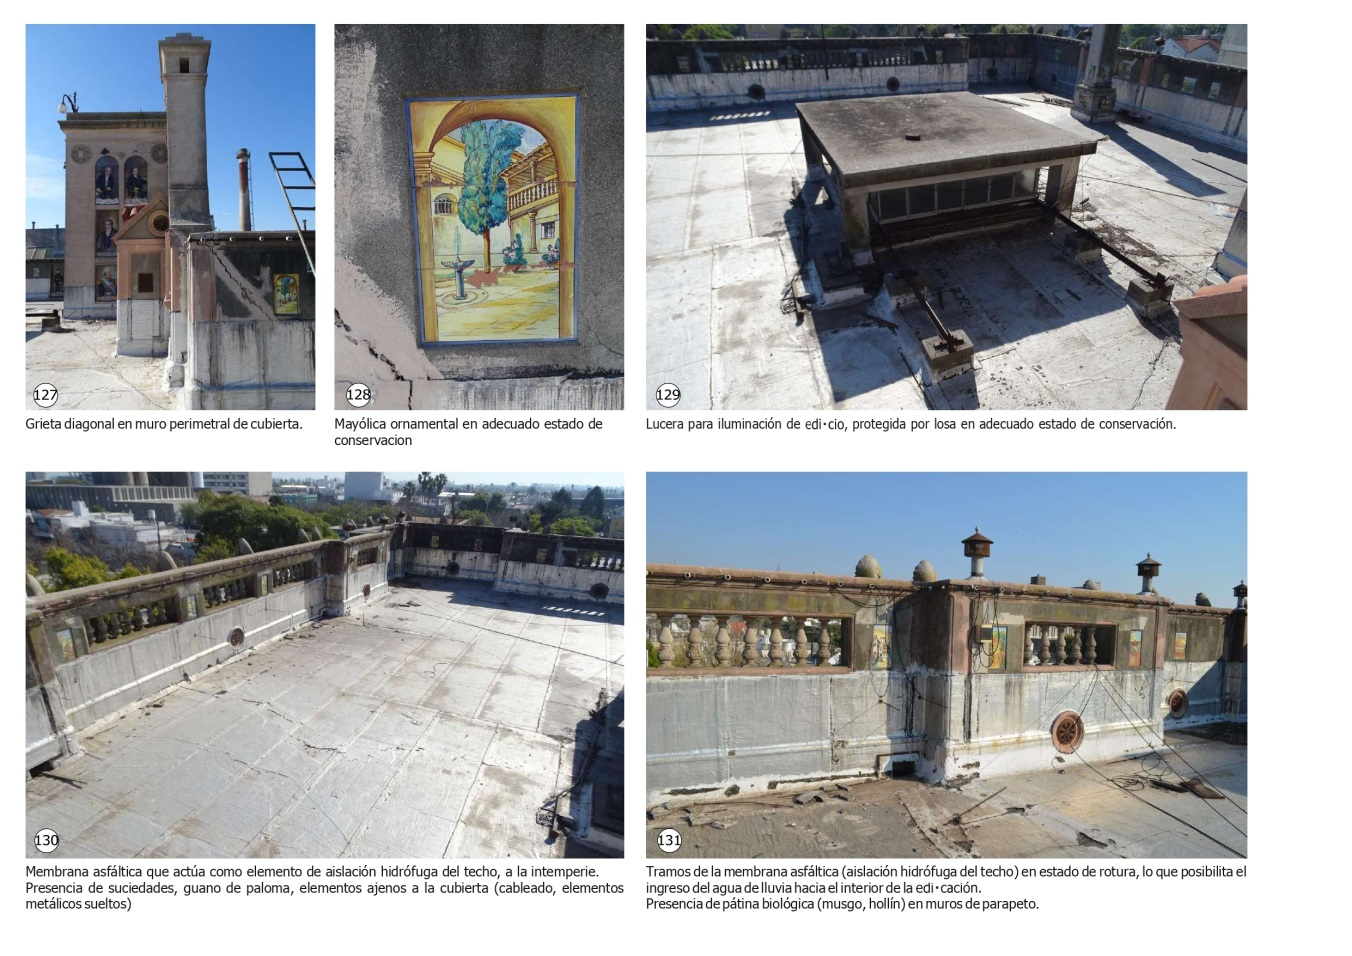 127
Grieta diagonal en muro perimetral de cubierta.
128
Mayólica ornamental en adecuado estado de
conservacion
129
Lucera para iluminación de edi·cio, protegida por losa en adecuado estado de conservación.
130
Membrana asfáltica que actúa como elemento de aislación hidrófuga del techo, a la intemperie.
Presencia de suciedades, guano de paloma, elementos ajenos a la cubierta (cableado, elementos
metálicos sueltos)
131
Tramos de la membrana asfáltica (aislación hidrófuga del techo) en estado de rotura, lo que posibilita el
ingreso del agua de lluvia hacia el interior de la edi·cación.
Presencia de pátina biológica (musgo, hollín) en muros de parapeto.